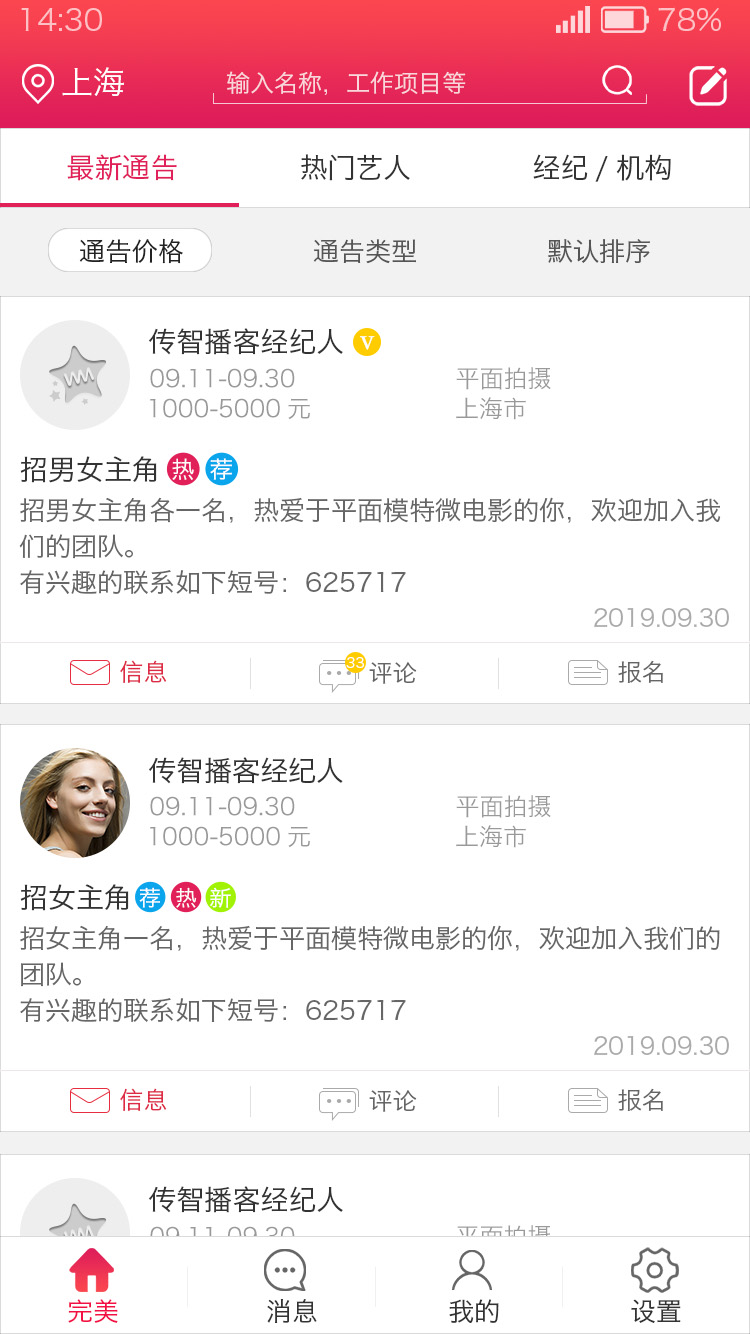 14:30 78%
上海 输入名称，工作项目等
最新通告 热门艺人 经纪 / 机构
通告价格 通告类型 默认排序
传智播客经纪人 V
09.11-09.30 平面拍摄
1000-5000 元 上海市
WM
招男女主角 热 荐
招男女主角各一名，热爱于平面模特微电影的你，欢迎加入我
们的团队。
有兴趣的联系如下短号：625717
2019.09.30
信息 33 评论 报名
传智播客经纪人
09.11-09.30 平面拍摄
1000-5000 元 上海市
招女主角 荐 热 新
招女主角一名，热爱于平面模特微电影的你，欢迎加入我们的
团队。
有兴趣的联系如下短号：625717
2019.09.30
信息 评论 报名
传智播客经纪人
09.11-09.30 平面拍摄
WM
完美 消息 我的 设置